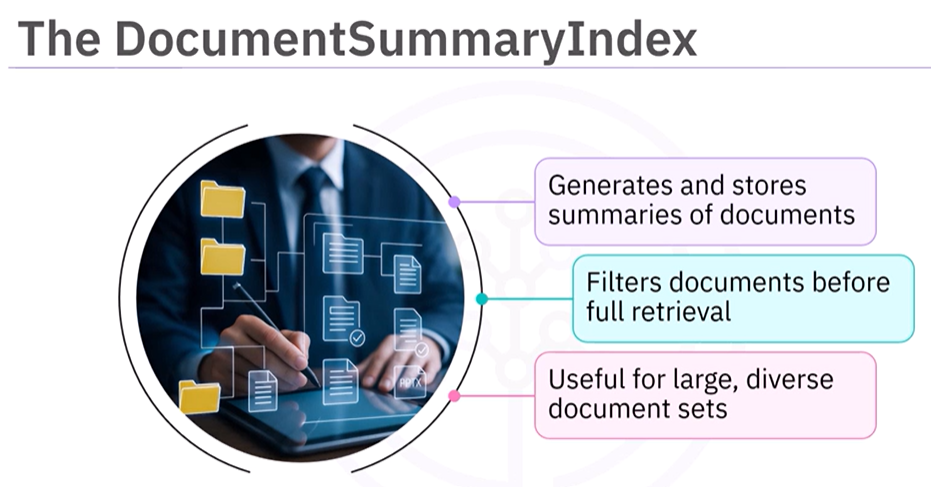 The DocumentSummaryIndex
Generates and stores
summaries of documents
Filters documents before
full retrieval
Useful for large, diverse
document sets
PPTX